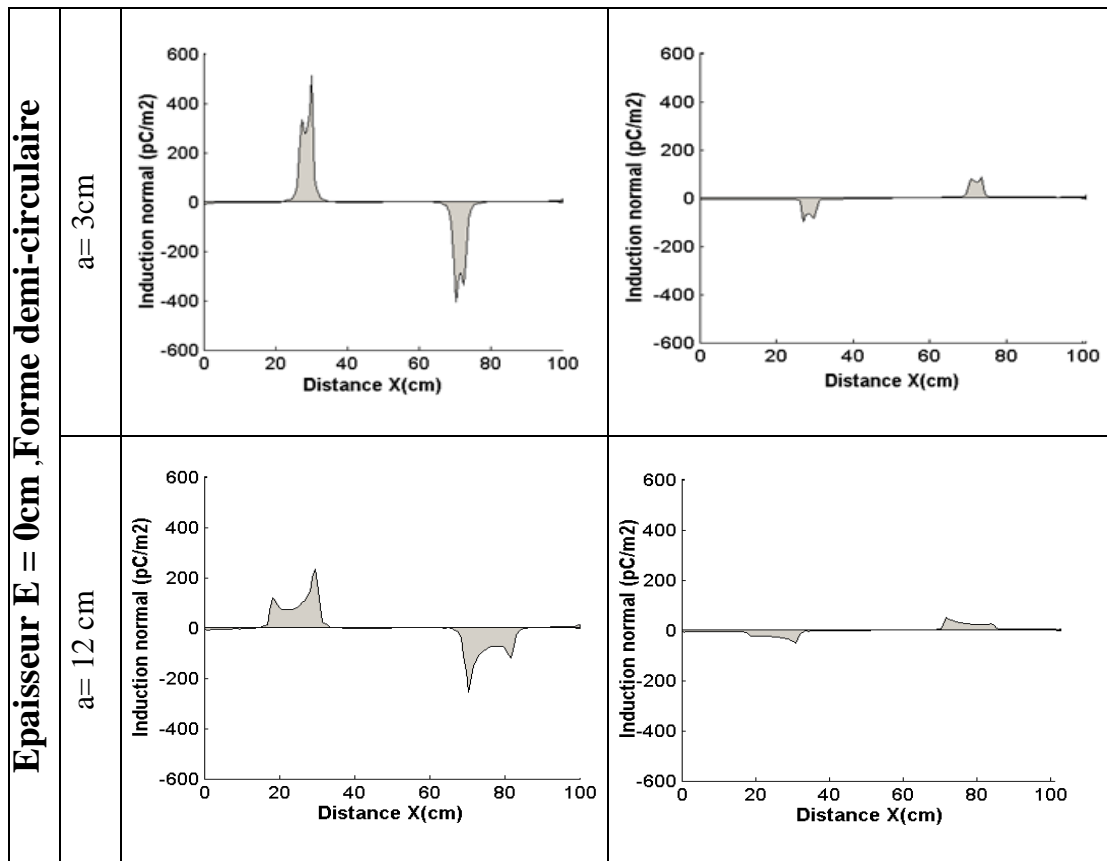 Epaisseur E = 0cm ,Forme demi-circulaire
a= 3cm
Induction normal (pC/m2)
600
400
200
0
-200
-400
-600
0 20 40 60 80 100
Distance X(cm)
Induction normal (pC/m2)
600
400
200
0
-200
-400
-600
0 20 40 60 80 100
Distance X(cm)
a= 12 cm
Induction normal (pC/m2)
600
400
200
0
-200
-400
-600
0 20 40 60 80 100
Distance X(cm)
Induction normal (pC/m2)
600
400
200
0
-200
-400
-600
0 20 40 60 80 100
Distance X(cm)